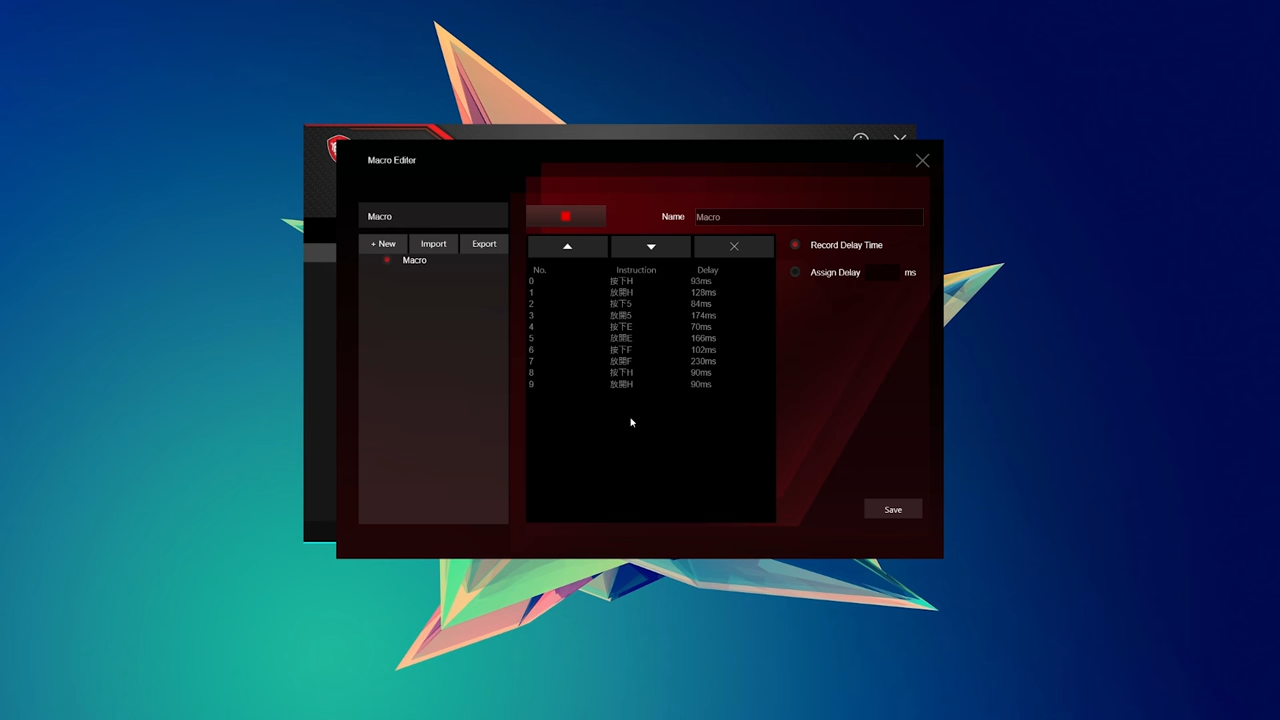 Macro Editor
Macro
Name Macro
+ New Import Export
Macro
Record Delay Time
Assign Delay ms
No. Instruction Delay
0 按下H 93ms
1 放開H 128ms
2 按下5 84ms
3 放開5 174ms
4 按下E 70ms
5 放開E 166ms
6 按下F 102ms
7 放開F 230ms
8 按下H 90ms
9 放開H 90ms
Save